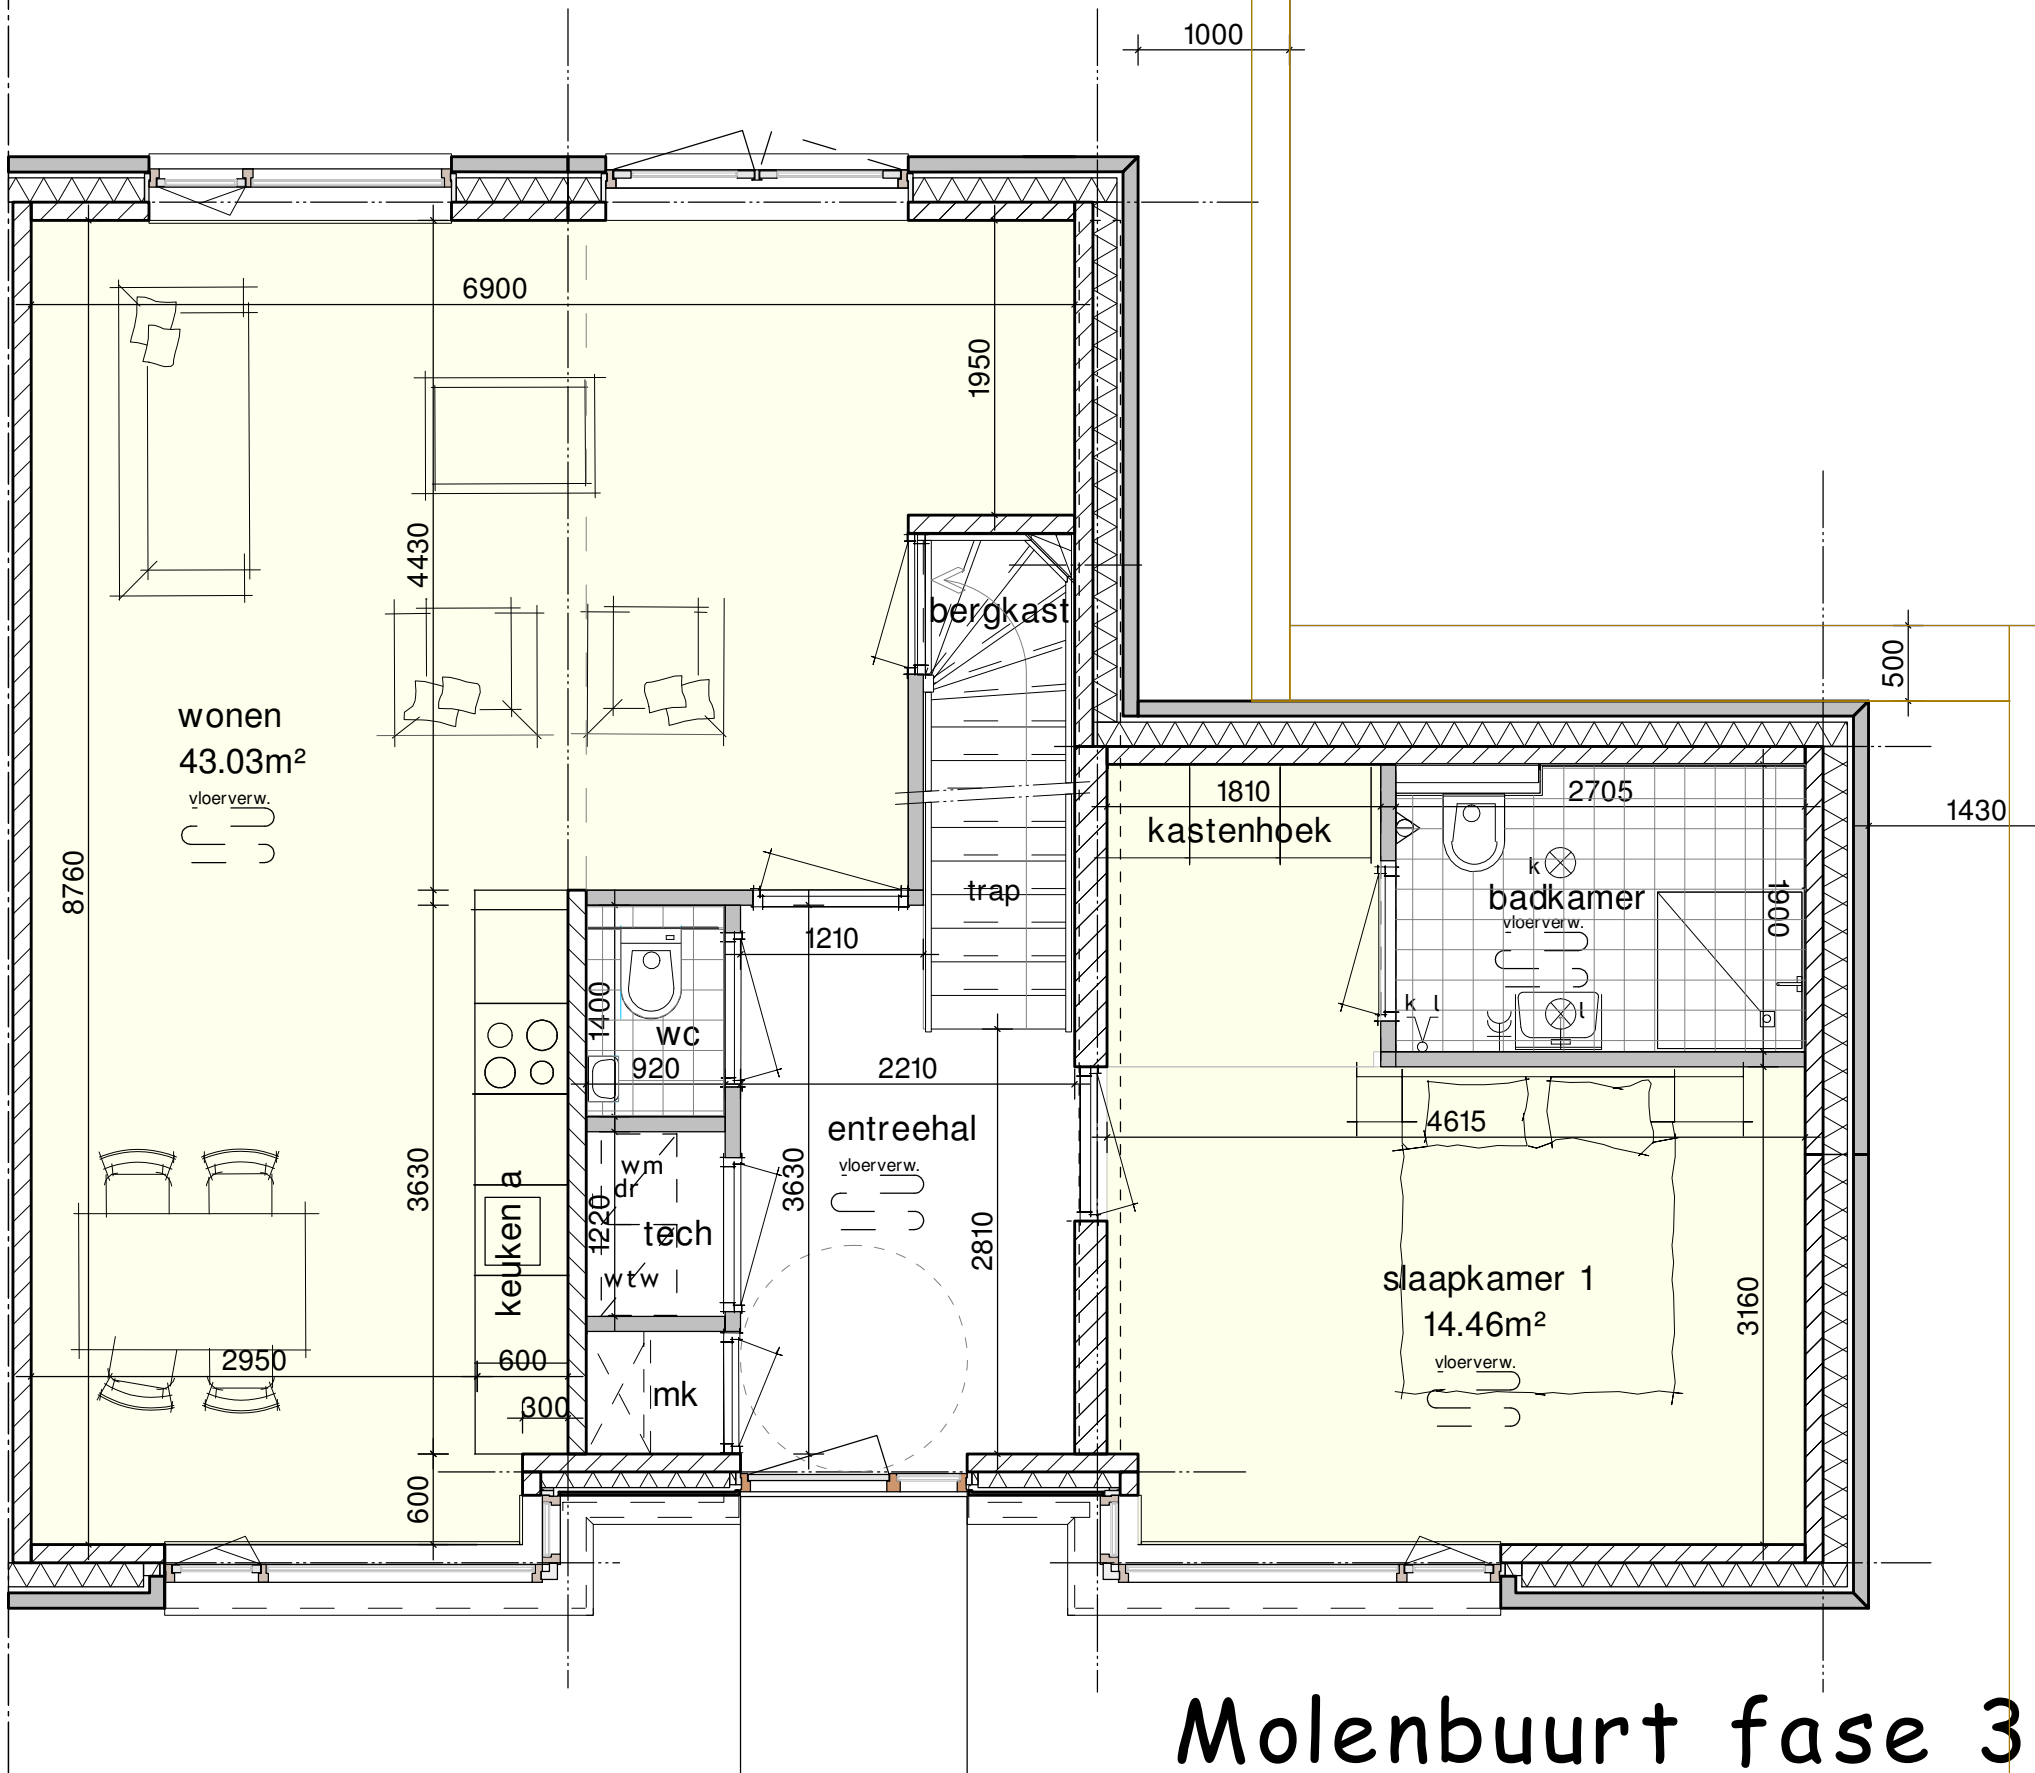 1000
6900
1950
4430
bergkast
500
wonen
43.03m²
vloerverw.
1810
2705
1430
kastenhoek
8760
trap
k
badkamer
vloerverw.
1900
1210
1400
wc
k l
l
920
2210
4615
entreehal
vloerverw.
3630
keuken a
wm
dr
1220
tech
wtw
3630
2810
slaapkamer 1
14.46m²
vloerverw.
3160
2950
600
300
mk
600
Molenbuurt fase 3